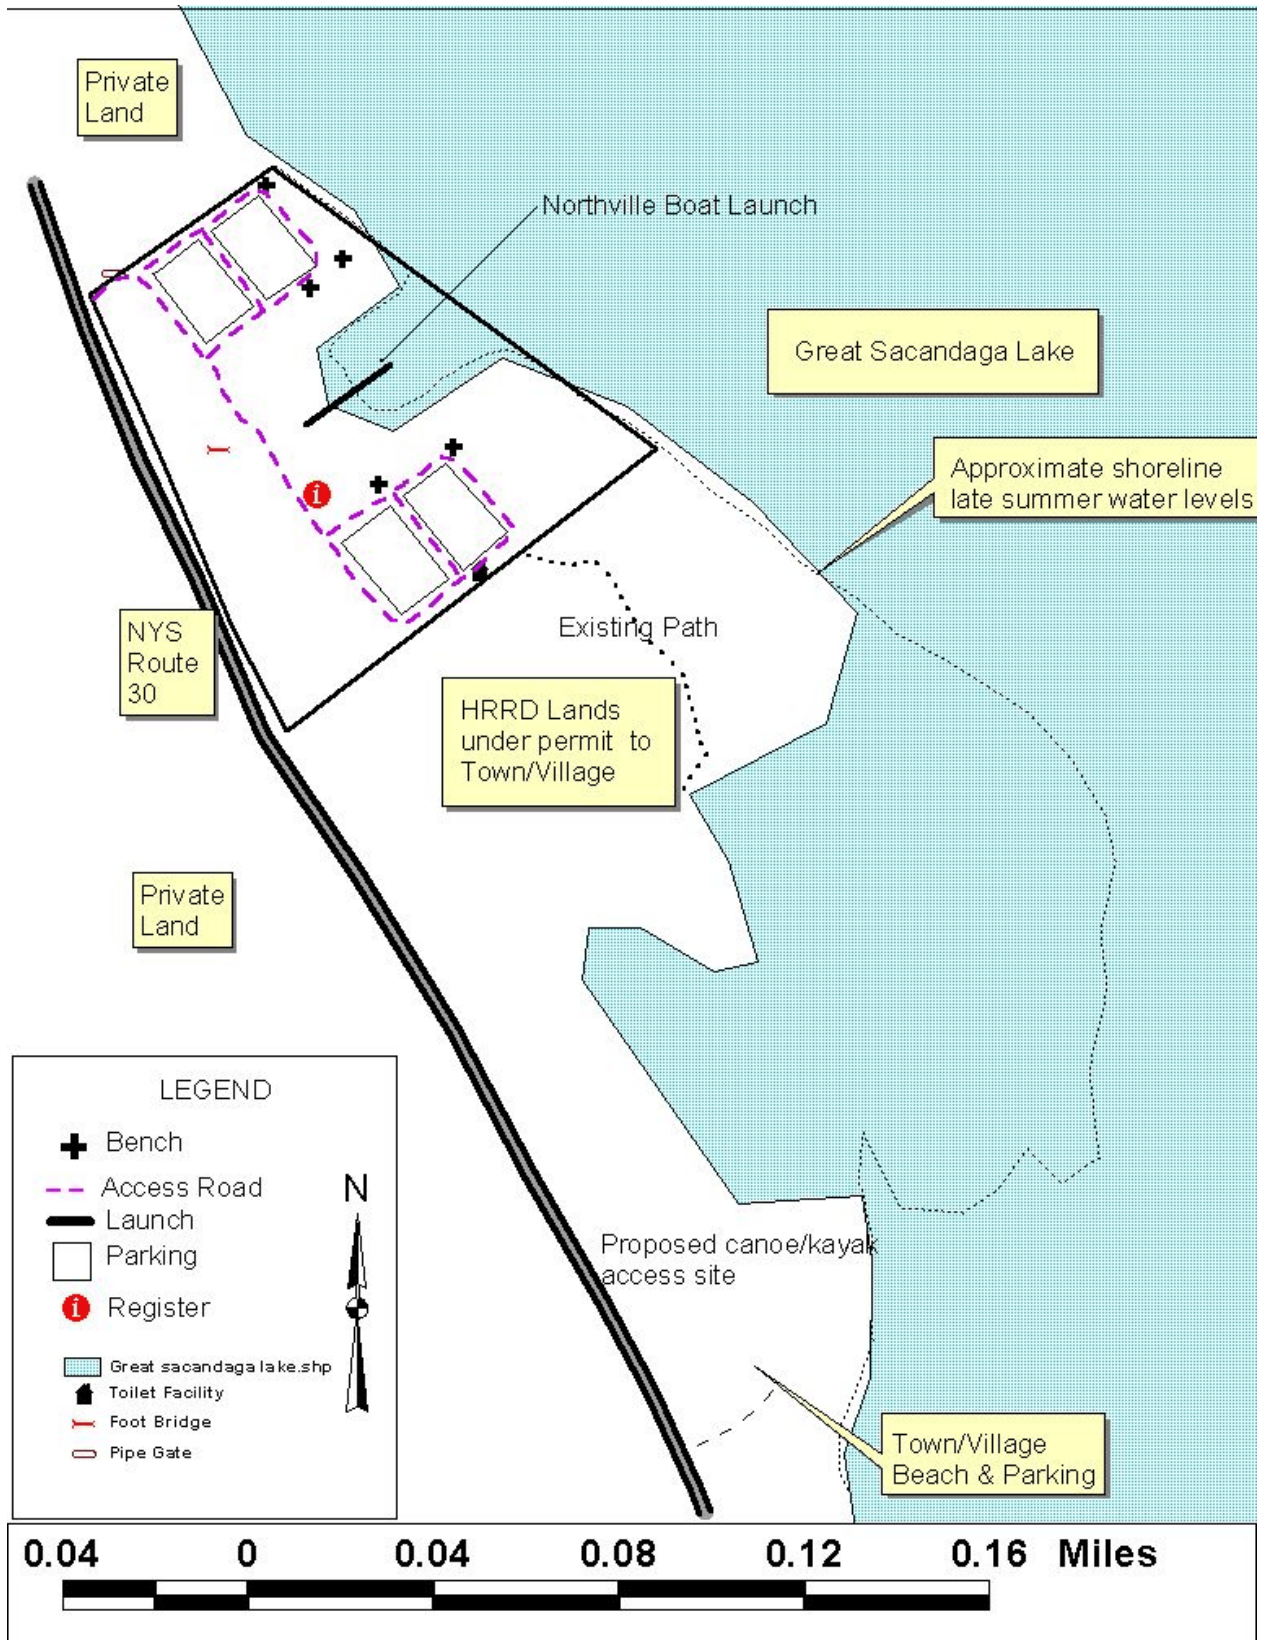 Private
Land
Northville Boat Launch
Great Sacandaga Lake
Approximate shoreline
late summer water levels
NYS
Route
30
Existing Path
HRRD Lands
under permit to
Town/Village
Private
Land
LEGEND
Bench
Access Road
Launch
Parking
Register
Great sacandaga lake.shp
Toilet Facility
Foot Bridge
Pipe Gate
N
Proposed canoe/kayak
access site
Town/Village
Beach & Parking
0.04 0 0.04 0.08 0.12 0.16 Miles